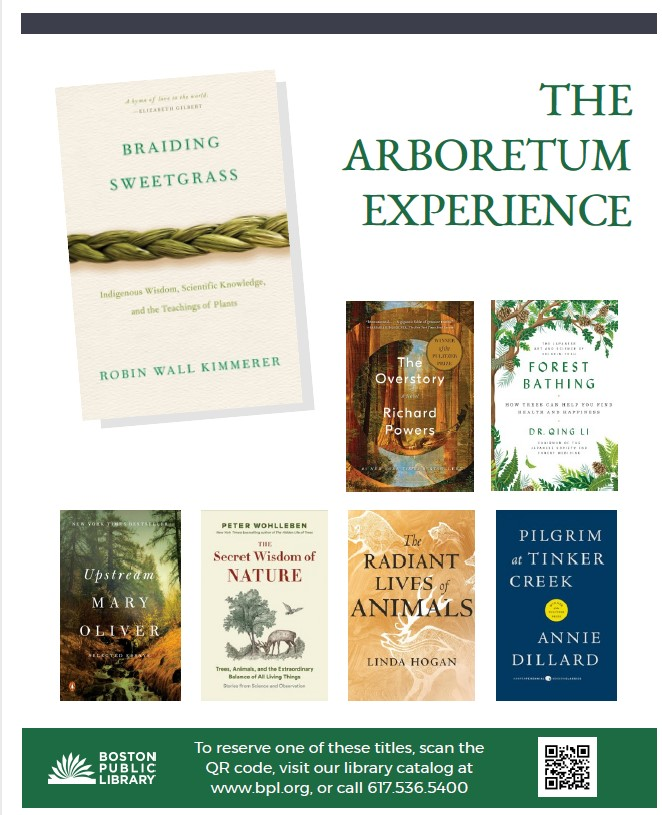 A hymn of love to the world.
—ELIZABETH GILBERT
BRAIDING
SWEETGRASS
Indigenous Wisdom, Scientific Knowledge,
and the Teachings of Plants
ROBIN WALL KIMMERER
THE
ARBORETUM
EXPERIENCE
WINNER
of the
PULITZER
PRIZE
The
Overstory
a novel
Richard
Powers
#1 NEW YORK TIMES BESTSELLER
THE JAPANESE
ART AND SCIENCE OF
SHINRIN-YOKU
FOREST
BATHING
HOW TREES CAN HELP YOU FIND
HEALTH AND HAPPINESS
DR. QING LI
CHAIRMAN OF THE
JAPANESE SOCIETY FOR
FOREST MEDICINE
NEW YORK TIMES BESTSELLER
Upstream
MARY
OLIVER
SELECTED ESSAYS
PETER WOHLLEBEN
New York Times bestselling author of The Hidden Life of Trees
THE
Secret Wisdom of
NATURE
Trees, Animals, and the Extraordinary
Balance of All Living Things
Stories From Science and Observation
The
RADIANT
LIVES of
ANIMALS
LINDA HOGAN
PILGRIM
at TINKER
CREEK
ANNIE
DILLARD
BOSTON
PUBLIC
LIBRARY
To reserve one of these titles, scan the
QR code, visit our library catalog at
www.bpl.org, or call 617.536.5400